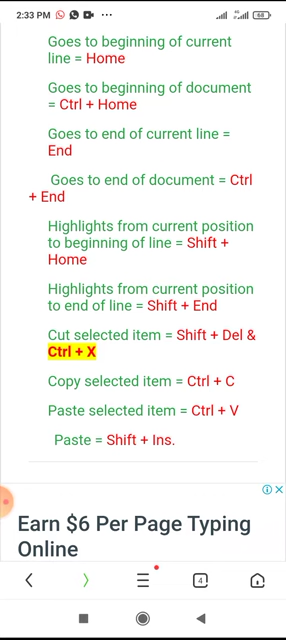 2:33 PM
68
Goes to beginning of current
line = Home
Goes to beginning of document
= Ctrl + Home
Goes to end of current line =
End
Goes to end of document = Ctrl
+ End
Highlights from current position
to beginning of line = Shift +
Home
Highlights from current position
to end of line = Shift + End
Cut selected item = Shift + Del &
Ctrl + X
Copy selected item = Ctrl + C
Paste selected item = Ctrl + V
Paste = Shift + Ins.
Earn $6 Per Page Typing
Online
4